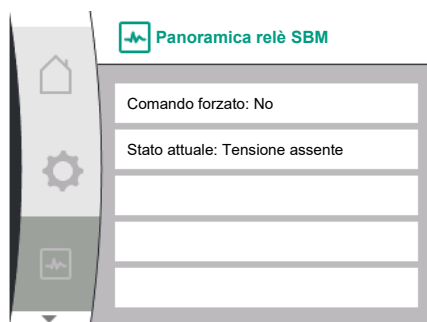 Panoramica relè SBM
Comando forzato: No
Stato attuale: Tensione assente